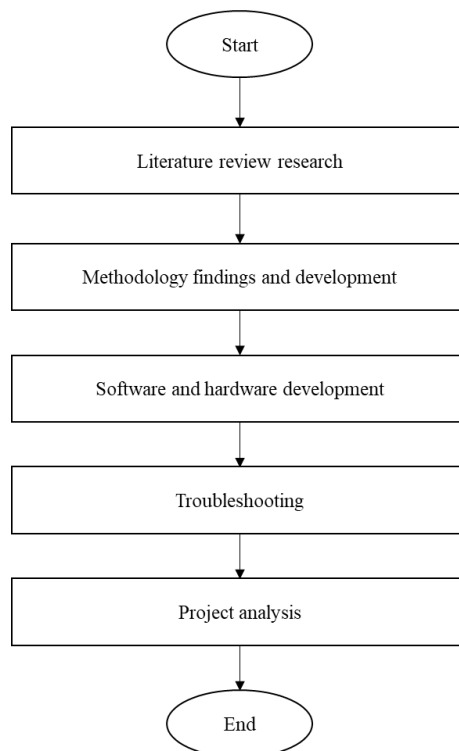 Start
Literature review research
Methodology findings and development
Software and hardware development
Troubleshooting
Project analysis
End